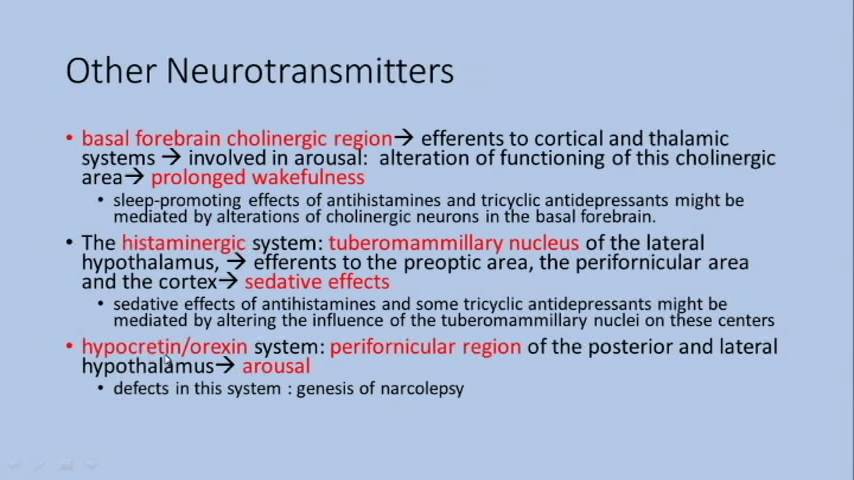 Other Neurotransmitters
• basal forebrain cholinergic region→ efferents to cortical and thalamic
systems → involved in arousal: alteration of functioning of this cholinergic
area→ prolonged wakefulness
• sleep-promoting effects of antihistamines and tricyclic antidepressants might be
mediated by alterations of cholinergic neurons in the basal forebrain.
• The histaminergic system: tuberomammillary nucleus of the lateral
hypothalamus, → efferents to the preoptic area, the perifornicular area
and the cortex→ sedative effects
• sedative effects of antihistamines and some tricyclic antidepressants might be
mediated by altering the influence of the tuberomammillary nuclei on these centers
• hypocretin/orexin system: perifornicular region of the posterior and lateral
hypothalamus→ arousal
• defects in this system : genesis of narcolepsy